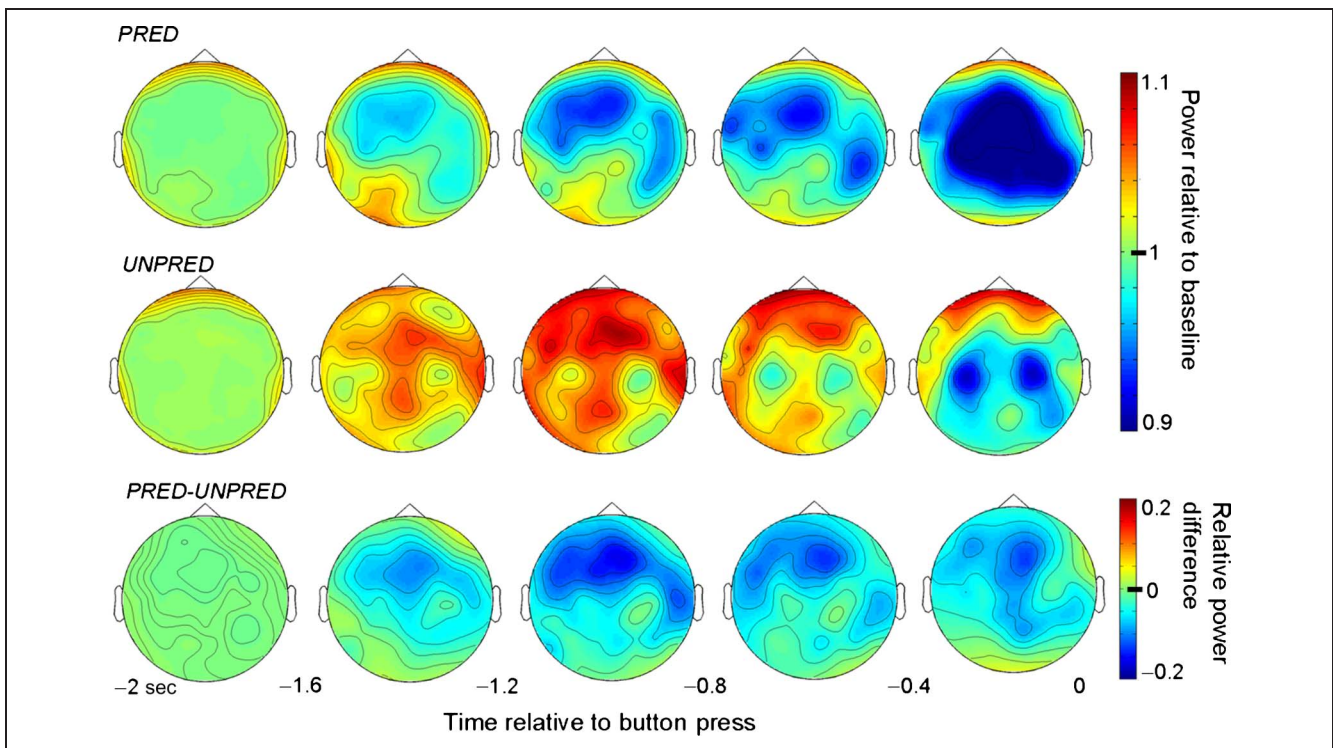 PRED
1.1
Power relative to baseline
1
0.9
UNPRED
PRED-UNPRED
0.2
Relative power
difference
0
−0.2
−2 sec
−1.6
−1.2
−0.8
−0.4
0
Time relative to button press